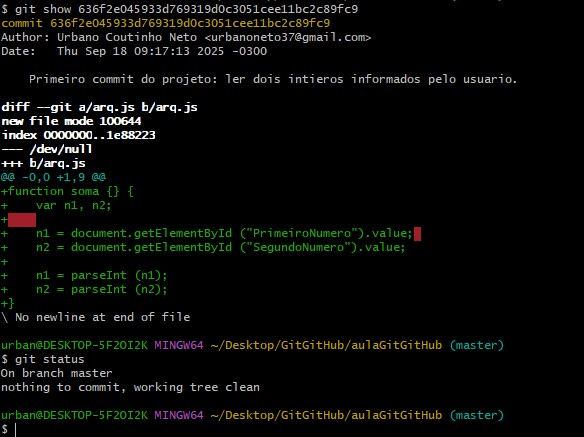 $ git show 636f2e045933d769319d0c3051cee11bc2c89fc9
commit 636f2e045933d769319d0c3051cee11bc2c89fc9
Author: Urbano Coutinho Neto <urbanoneto37@gmail.com>
Date:   Thu Sep 18 09:17:13 2025 -0300
    Primeiro commit do projeto: ler dois intieros informados pelo usuario.
diff --git a/arq.js b/arq.js
new file mode 100644
index 0000000..1e88223
--- /dev/null
+++ b/arq.js
@@ -0,0 +1,9 @@
+function soma {} {
+    var n1, n2;
+
+    n1 = document.getElementById ("PrimeiroNumero").value;
+    n2 = document.getElementById ("SegundoNumero").value;
+
+    n1 = parseInt (n1);
+    n2 = parseInt (n2);
+}
\ No newline at end of file
urban@DESKTOP-5F2OI2K MINGW64 ~/Desktop/GitGitHub/aulaGitGitHub (master)
$ git status
On branch master
nothing to commit, working tree clean
urban@DESKTOP-5F2OI2K MINGW64 ~/Desktop/GitGitHub/aulaGitGitHub (master)
$